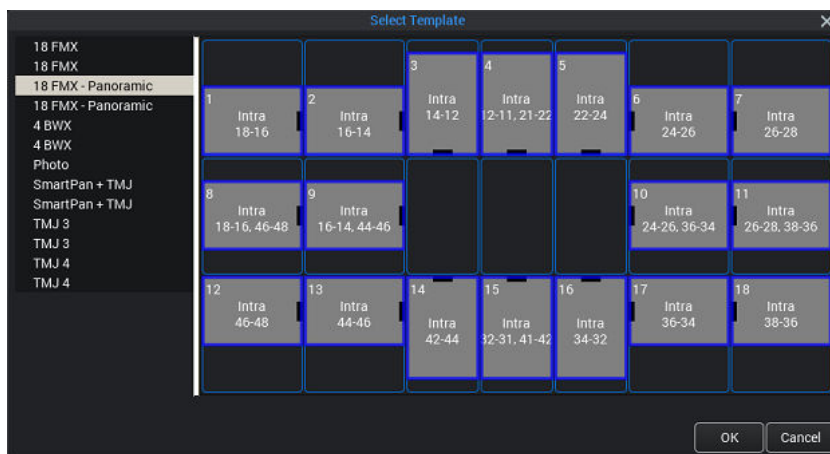 Select Template
18 FMX
18 FMX
18 FMX - Panoramic
18 FMX - Panoramic
4 BWX
4 BWX
Photo
SmartPan + TMJ
SmartPan + TMJ
TMJ 3
TMJ 3
TMJ 4
TMJ 4
1
Intra
18-16
2
Intra
16-14
3
Intra
14-12
4
Intra
12-11, 21-22
5
Intra
22-24
6
Intra
24-26
7
Intra
26-28
8
Intra
18-16, 46-48
9
Intra
16-14, 44-46
10
Intra
24-26, 36-34
11
Intra
26-28, 38-36
12
Intra
46-48
13
Intra
44-46
14
Intra
42-44
15
Intra
32-31, 41-42
16
Intra
34-32
17
Intra
36-34
18
Intra
38-36
OK
Cancel